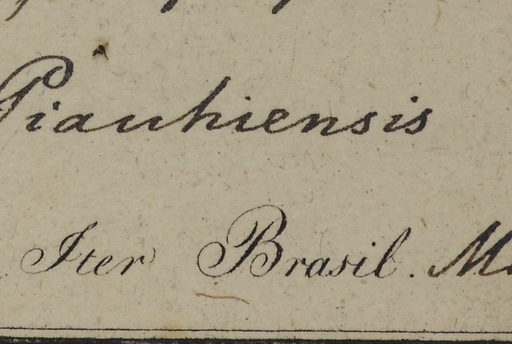 Piauhiensis
. Iter Brasil.